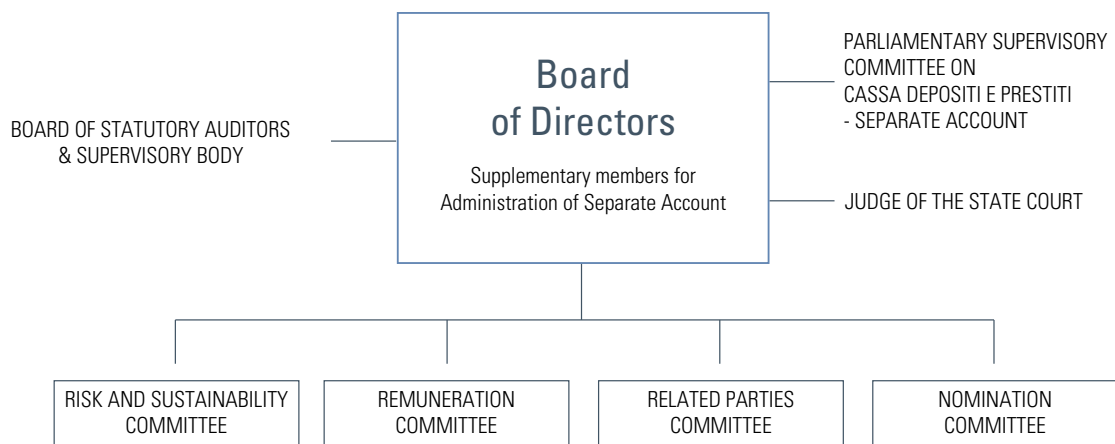 Board
of Directors
Supplementary members for
Administration of Separate Account
BOARD OF STATUTORY AUDITORS
& SUPERVISORY BODY
PARLIAMENTARY SUPERVISORY
COMMITTEE ON
CASSA DEPOSITI E PRESTITI
- SEPARATE ACCOUNT
JUDGE OF THE STATE COURT
RISK AND SUSTAINABILITY
COMMITTEE
REMUNERATION
COMMITTEE
RELATED PARTIES
COMMITTEE
NOMINATION
COMMITTEE